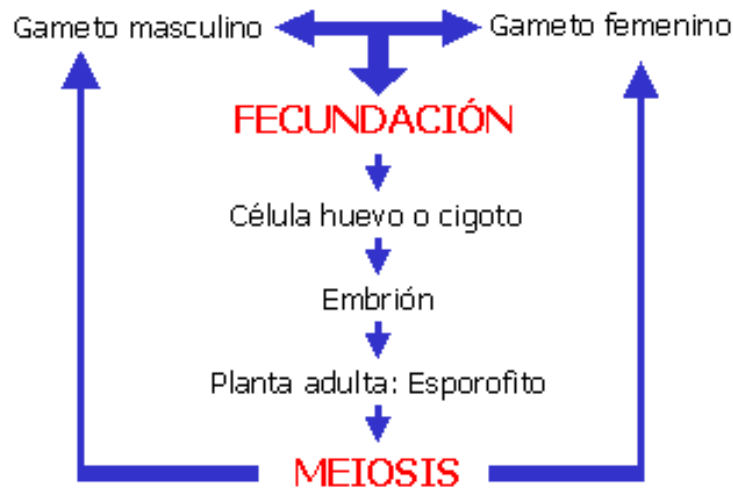 Gameto masculino
Gameto femenino
FECUNDACIÓN
Célula huevo o cigoto
Embrión
Planta adulta: Esporofito
MEIOSIS